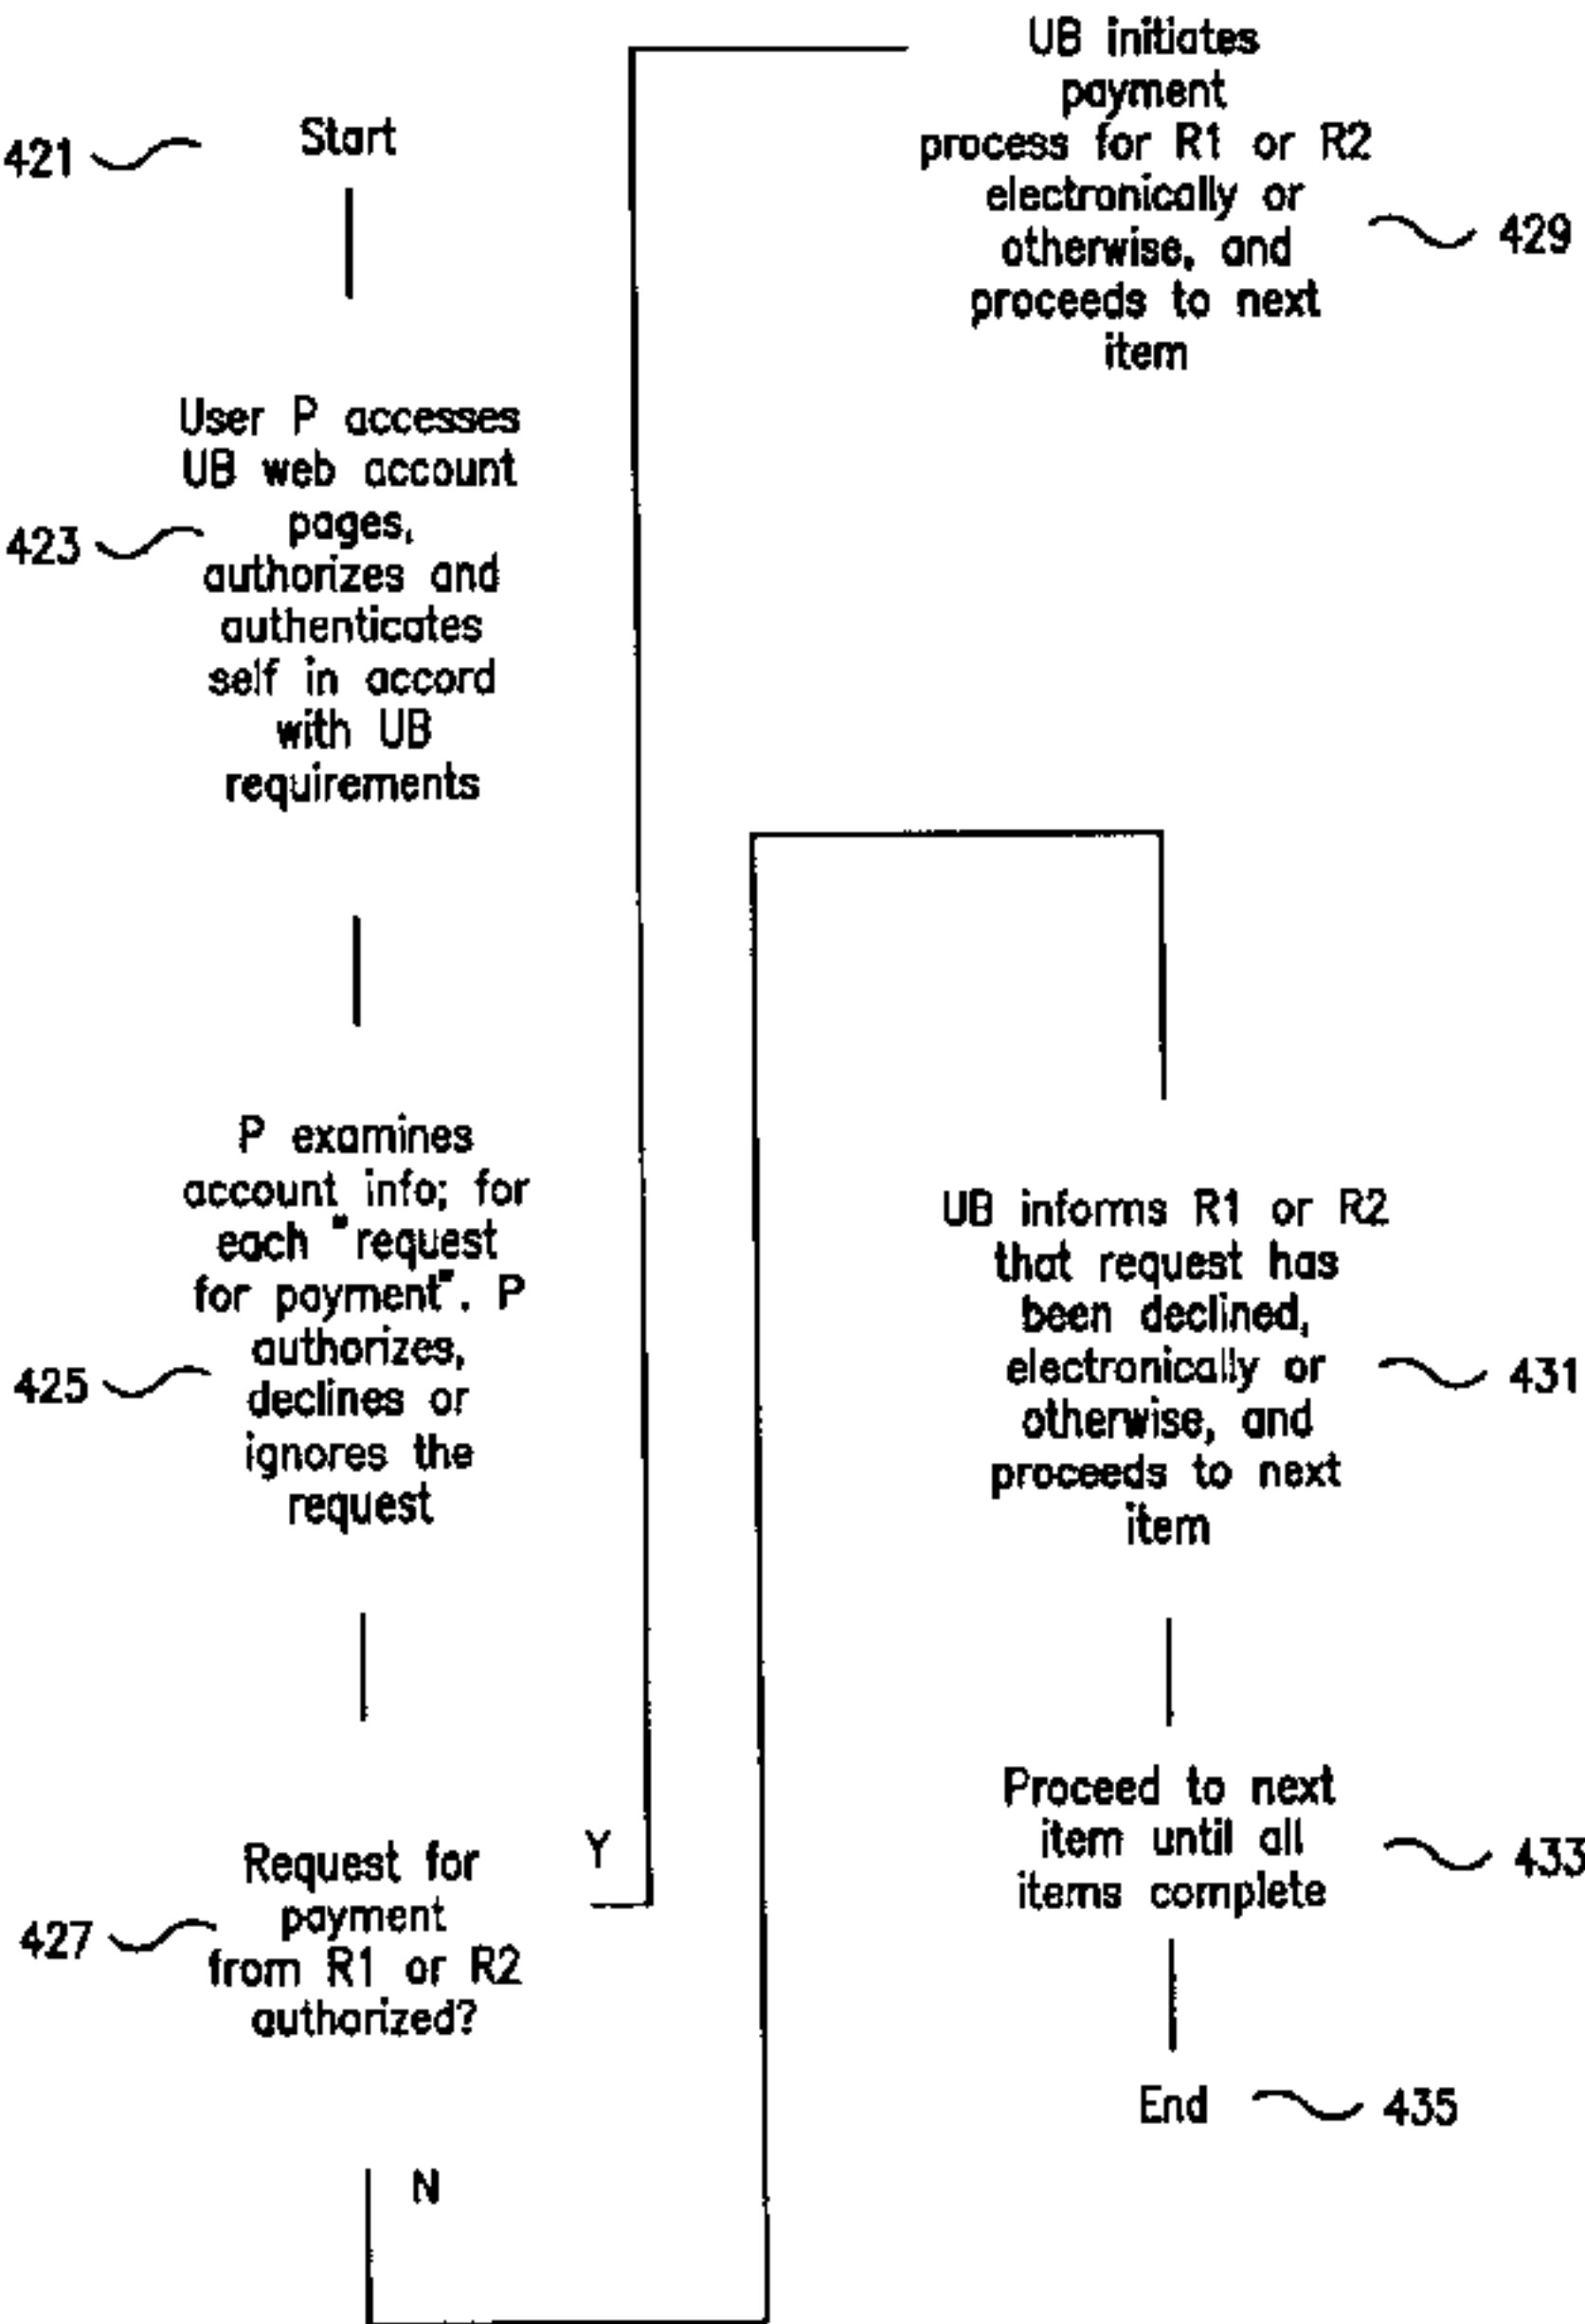 421
Start
423
User P accesses
UB web account
pages,
authorizes and
authenticates
self in accord
with UB
requirements
425
P examines
account info; for
each "request
for payment". P
authorizes,
declines or
ignores the
request
427
Request for
payment
from R1 or R2
authorized?
Y
N
UB initiates
payment
process for R1 or R2
electronically or
otherwise, and
proceeds to next
item
429
UB informs R1 or R2
that request has
been declined,
electronically or
otherwise, and
proceeds to next
item
431
Proceed to next
item until all
items complete
433
End
435